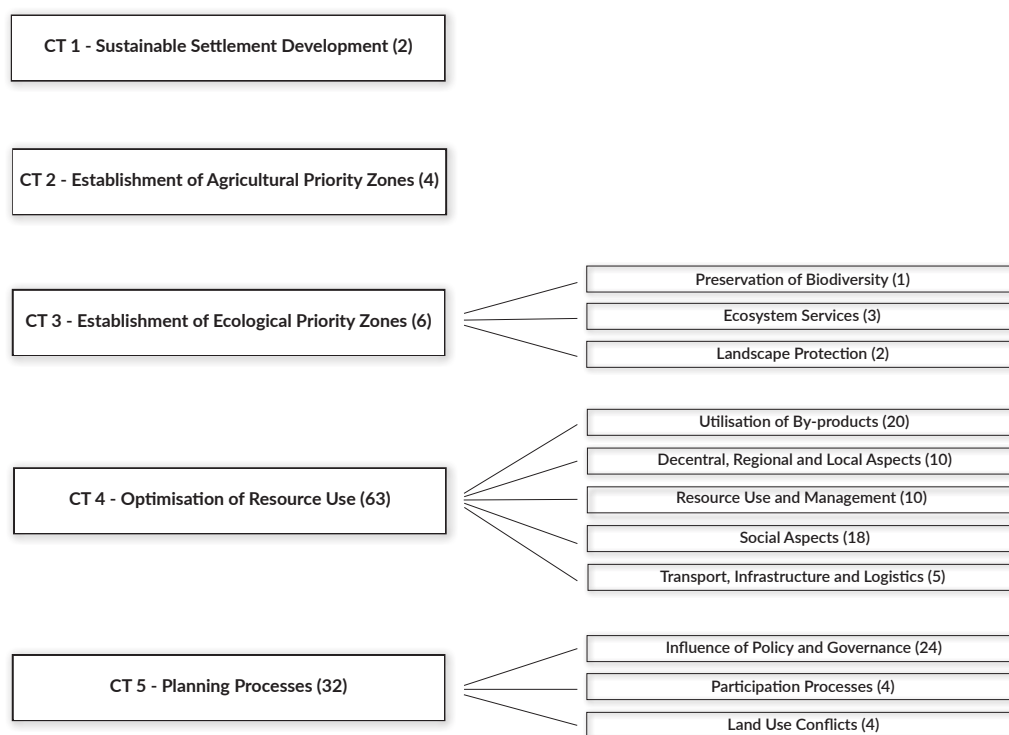 CT 1 - Sustainable Settlement Development (2)
CT 2 - Establishment of Agricultural Priority Zones (4)
CT 3 - Establishment of Ecological Priority Zones (6)
Preservation of Biodiversity (1)
Ecosystem Services (3)
Landscape Protection (2)
CT 4 - Optimisation of Resource Use (63)
Utilisation of By-products (20)
Decentral, Regional and Local Aspects (10)
Resource Use and Management (10)
Social Aspects (18)
Transport, Infrastructure and Logistics (5)
CT 5 - Planning Processes (32)
Influence of Policy and Governance (24)
Participation Processes (4)
Land Use Conflicts (4)